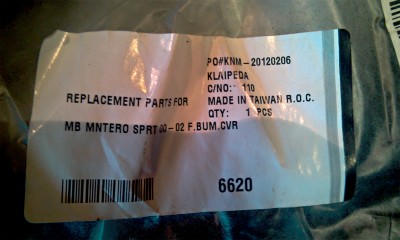 PO#KNM-20120206
KLAIPEDA
C/NO: 110
REPLACEMENT PARTS FOR MADE IN TAIWAN R.O.C.
QTY: 1 PCS
MB MNTERO SPRT 00-02 F.BUM.CVR
6620